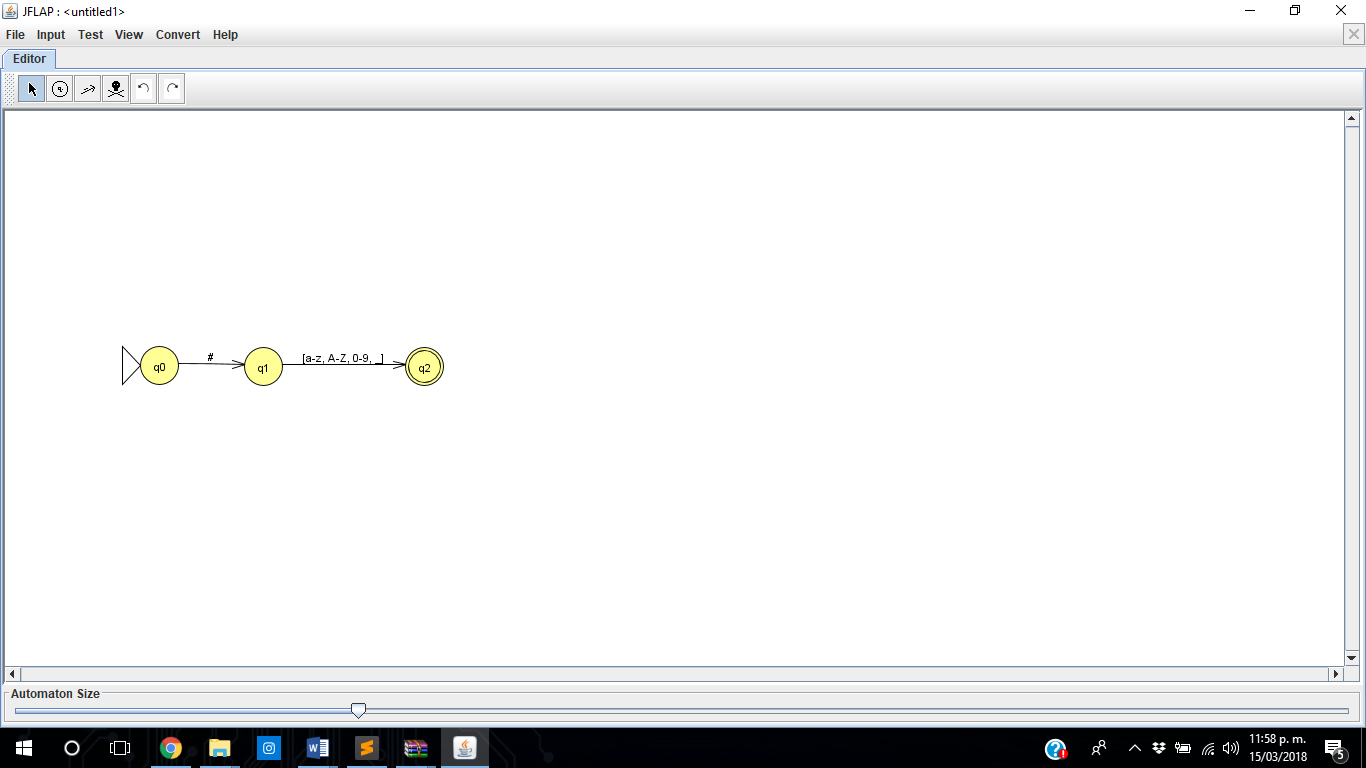 JFLAP : <untitled1>
File Input Test View Convert Help
Editor
q0 # q1 [a-z, A-Z, 0-9, _] q2
Automaton Size
11:58 p. m.
15/03/2018
5